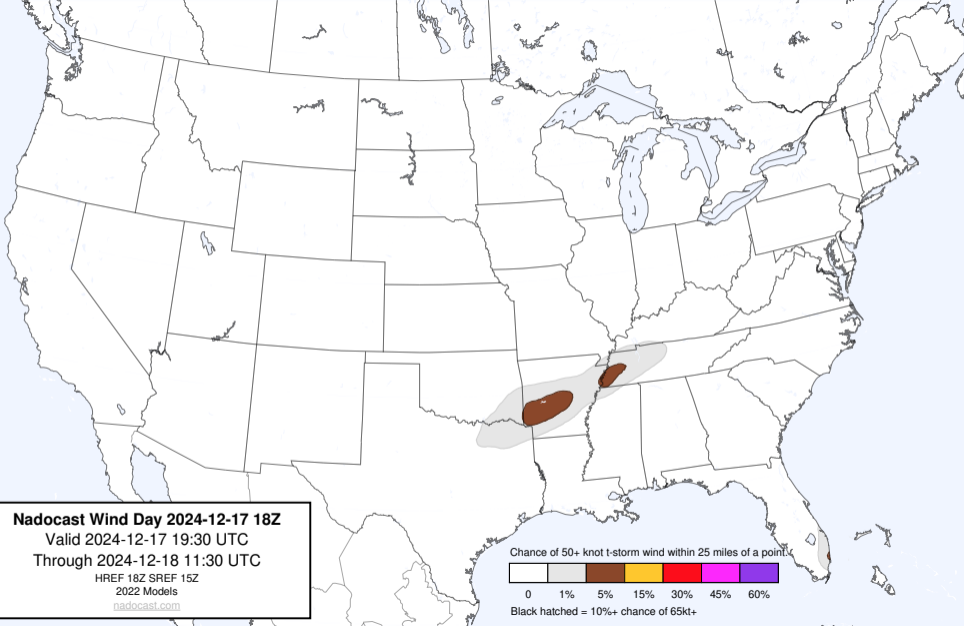 Nadocast Wind Day 2024-12-17 18Z
Valid 2024-12-17 19:30 UTC
Through 2024-12-18 11:30 UTC
HREF 18Z SREF 15Z
2022 Models
nadocast.com
Chance of 50+ knot t-storm wind within 25 miles of a point.
0 1% 5% 15% 30% 45% 60%
Black hatched = 10%+ chance of 65kt+